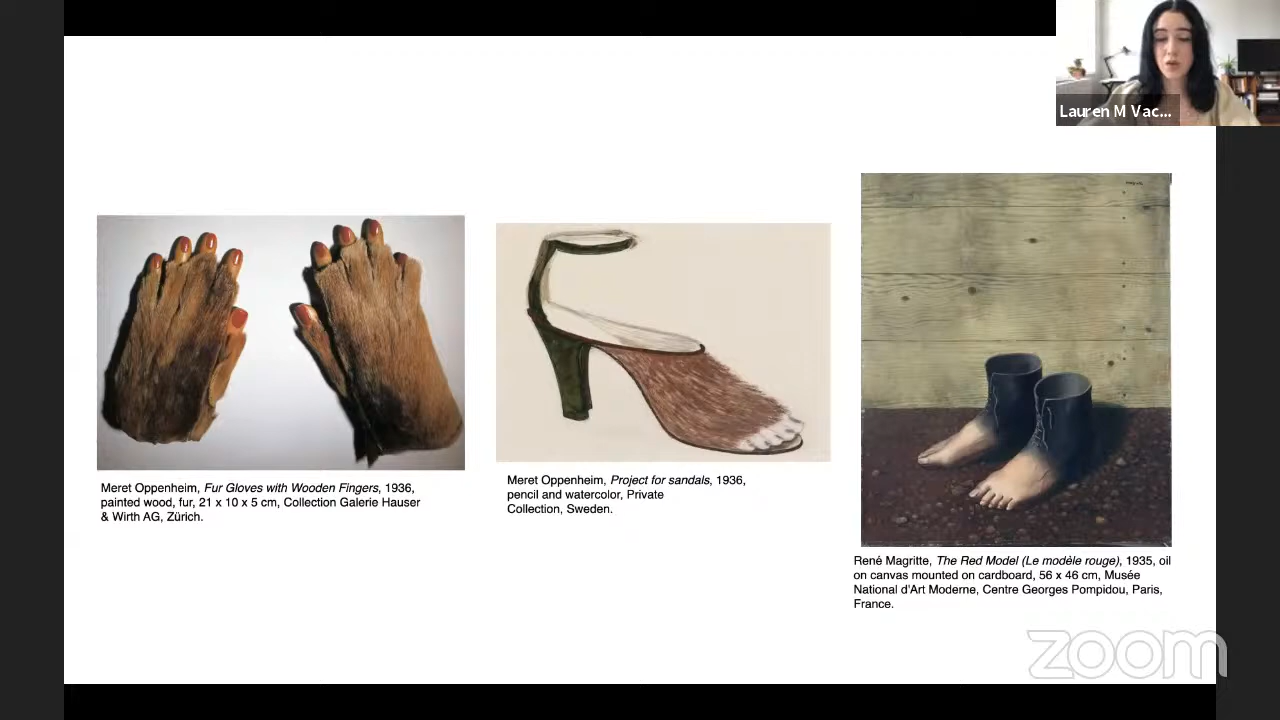 Lauren M Vac...
Meret Oppenheim, Fur Gloves with Wooden Fingers, 1936,
painted wood, fur, 21 x 10 x 5 cm, Collection Galerie Hauser
& Wirth AG, Zürich.
Meret Oppenheim, Project for sandals, 1936,
pencil and watercolor, Private
Collection, Sweden.
René Magritte, The Red Model (Le modèle rouge), 1935, oil
on canvas mounted on cardboard, 56 x 46 cm, Musée
National d'Art Moderne, Centre Georges Pompidou, Paris,
France.
zoom